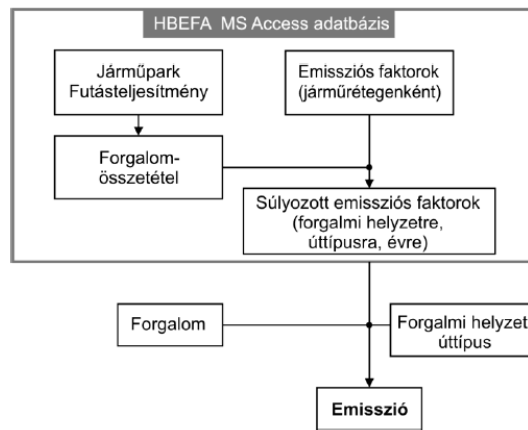 HBEFA MS Access adatbázis
Járműpark
Futásteljesítmény
Emissziós faktorok
(járműrétegenként)
Forgalom-
összetétel
Súlyozott emissziós faktorok
(forgalmi helyzetre,
úttípusra, évre)
Forgalom
Forgalmi helyzet
úttípus
Emisszió